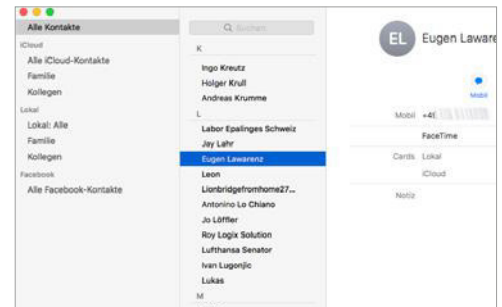 Alle Kontakte
iCloud
Alle iCloud-Kontakte
Familie
Kollegen
Lokal
Lokal: Alle
Familie
Kollegen
Facebook
Alle Facebook-Kontakte
Suchen
K
Ingo Kreutz
Holger Krull
Andreas Krumme
L
Labor Epalinges Schweiz
Jay Lahr
Eugen Lawarenz
Leon
Lionbridgefromhome27...
Antonino Lo Chiano
Jo Löffler
Roy Logix Solution
Lufthansa Senator
Ivan Lugonjic
Lukas
M
EL
Eugen Laware
Mobil
Mobil
FaceTime
Cards Lokal
iCloud
Notiz